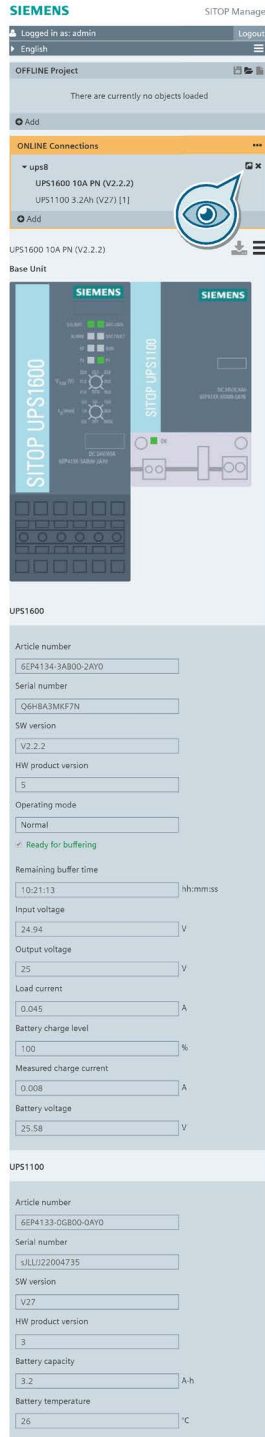 SIEMENS
SITOP Manage
Logged in as: admin
Logout
English
OFFLINE Project
There are currently no objects loaded
Add
ONLINE Connections
ups8
UPS1600 10A PN (V2.2.2)
UPS1100 3.2Ah (V27) [1]
Add
UPS1600 10A PN (V2.2.2)
Base Unit
SIEMENS
SIEMENS
SITOP UPS1600
SITOP UPS1100
UPS1600
Article number
6EP4134-3AB00-2AY0
Serial number
Q6H8A3MKF7N
SW version
V2.2.2
HW product version
5
Operating mode
Normal
Ready for buffering
Remaining buffer time
10:21:13 hh:mm:ss
Input voltage
24.94 V
Output voltage
25 V
Load current
0.045 A
Battery charge level
100 %
Measured charge current
0.008 A
Battery voltage
25.58 V
UPS1100
Article number
6EP4133-0GB00-0AY0
Serial number
SW version
V27
HW product version
3
Battery capacity
3.2 A-h
Battery temperature
26 °C